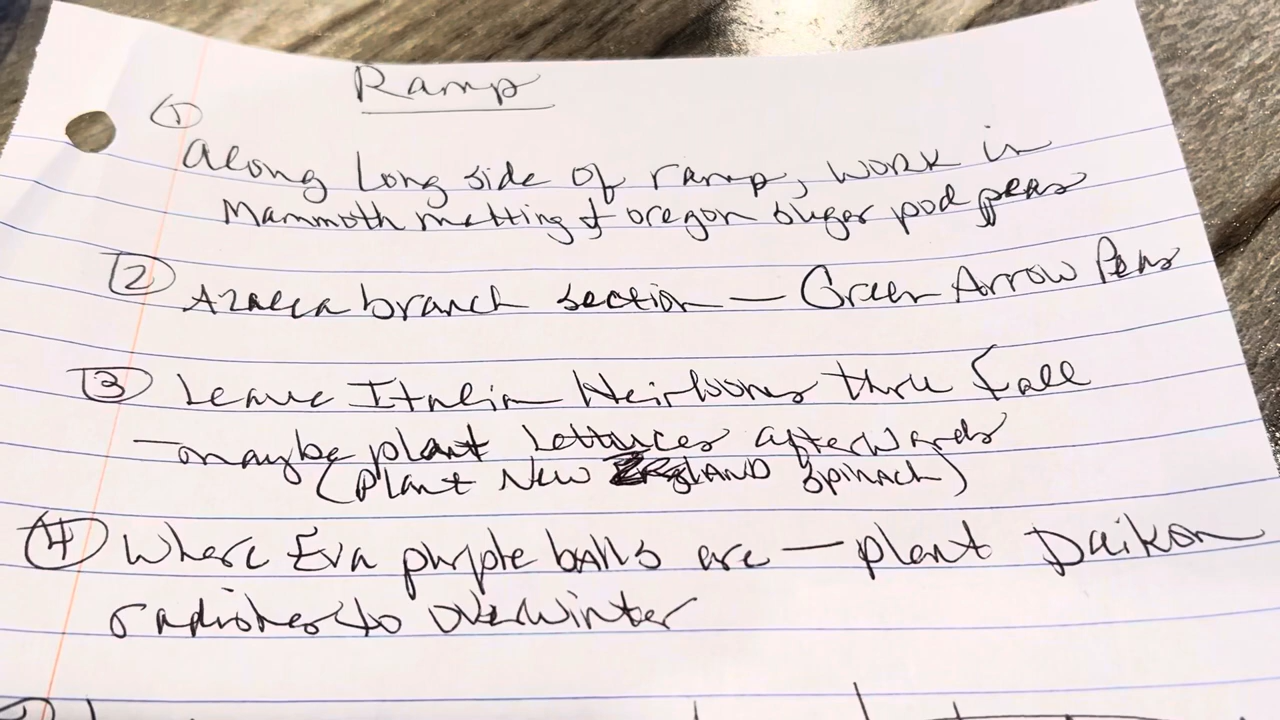 Ramp
①
Along Long side of ramp, work in
Mammoth melting & oregon suger pod peas
② Azalea branch section — Green Arrow Peas
③ Leave Italian Heirlooms thru fall
— maybe plant lettuces afterwards
(Plant New England Spinach)
④ Where Eva purple balls are — plant Daikon
radishes to overwinter